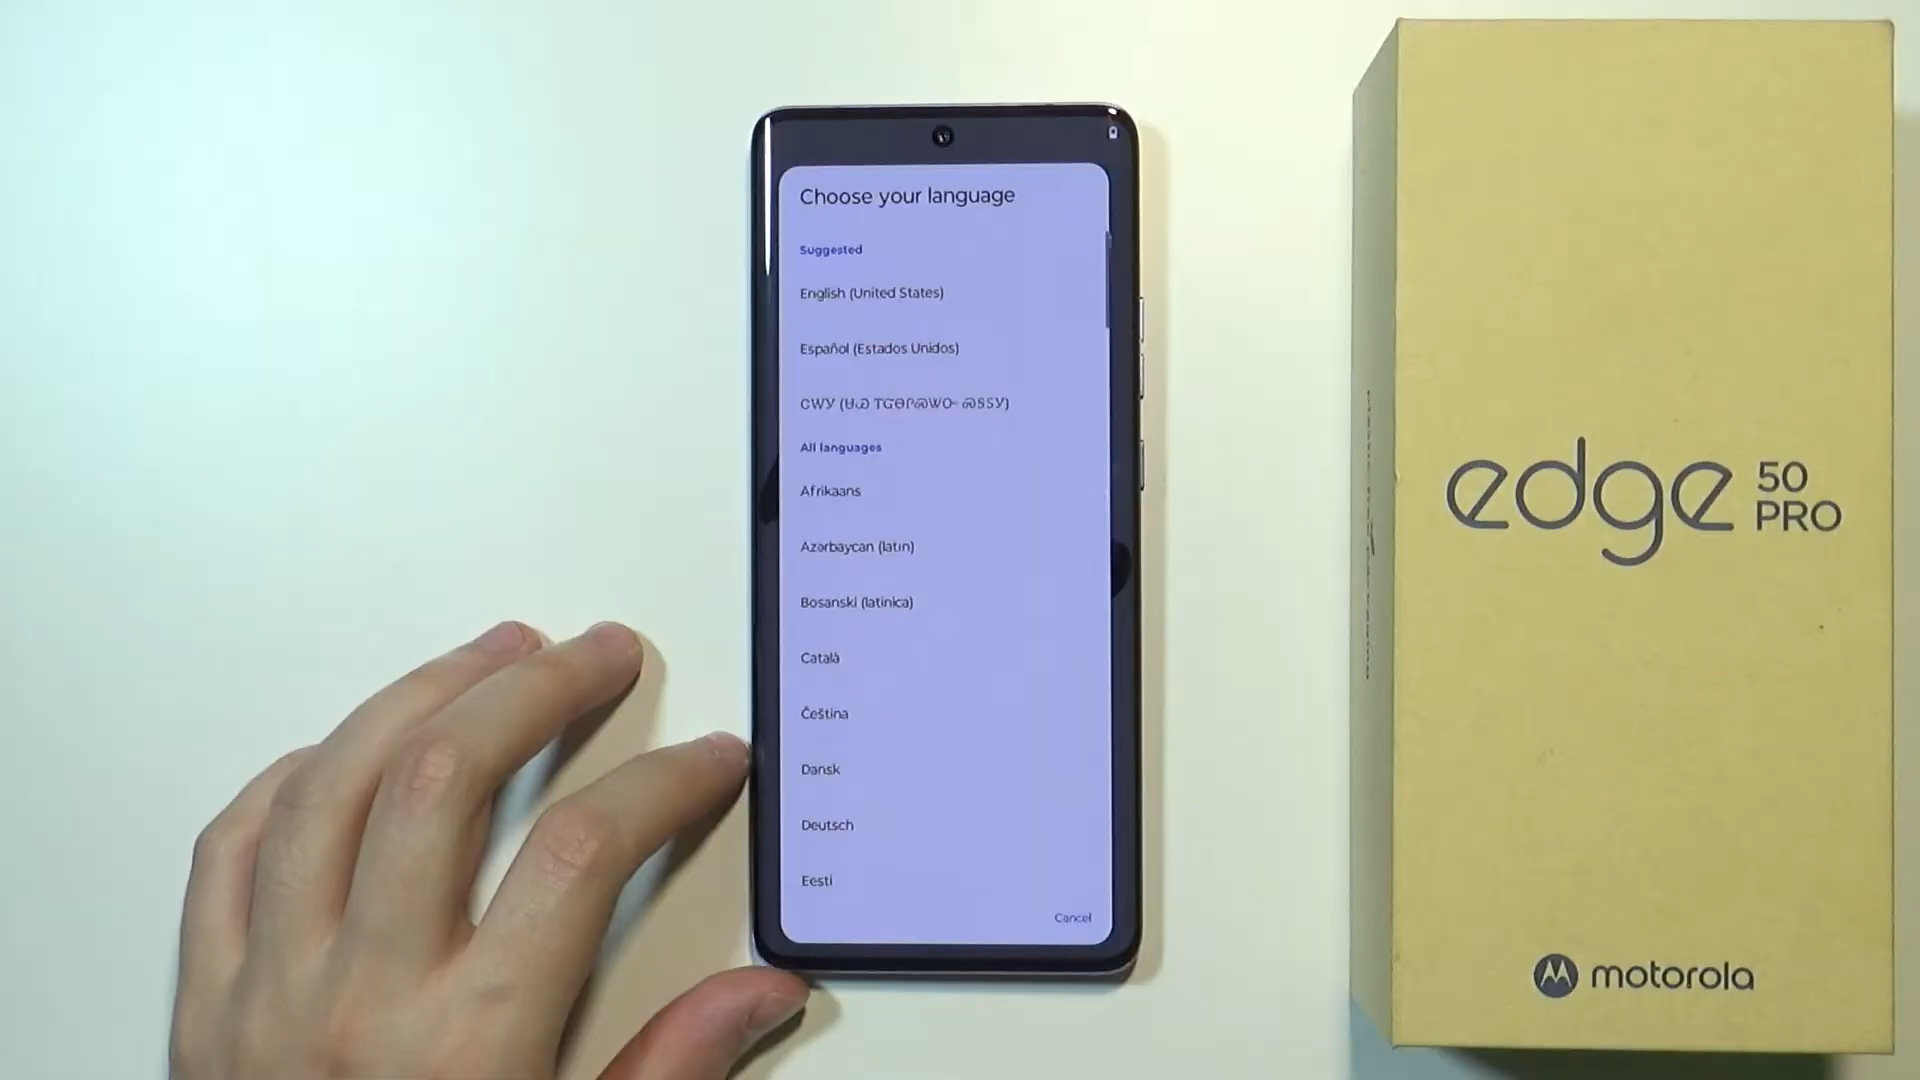 Choose your language
Suggested
English (United States)
Español (Estados Unidos)
ᏣᎳᎩ (ᏌᏊ ᎢᏳᎾᎵᏍᏔᏅ ᏍᎦᏚᎩ)
All languages
Afrikaans
Azərbaycan (latın)
Bosanski (latinica)
Català
Čeština
Dansk
Deutsch
Eesti
Cancel
edge 50 PRO
motorola